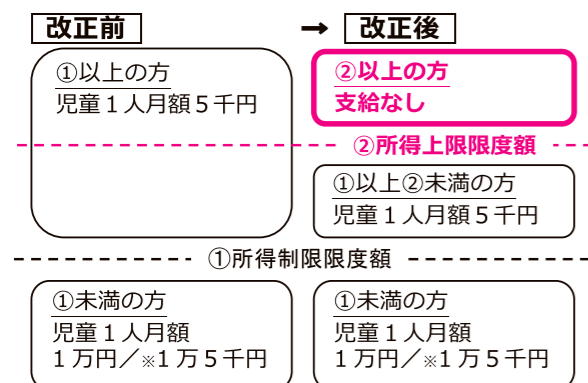 改正前
→ 改正後
①以上の方
児童1人月額5千円
②以上の方
支給なし
②所得上限限度額
①以上②未満の方
児童1人月額5千円
①所得制限限度額
①未満の方
児童1人月額
1万円/※1万5千円
①未満の方
児童1人月額
1万円/※1万5千円